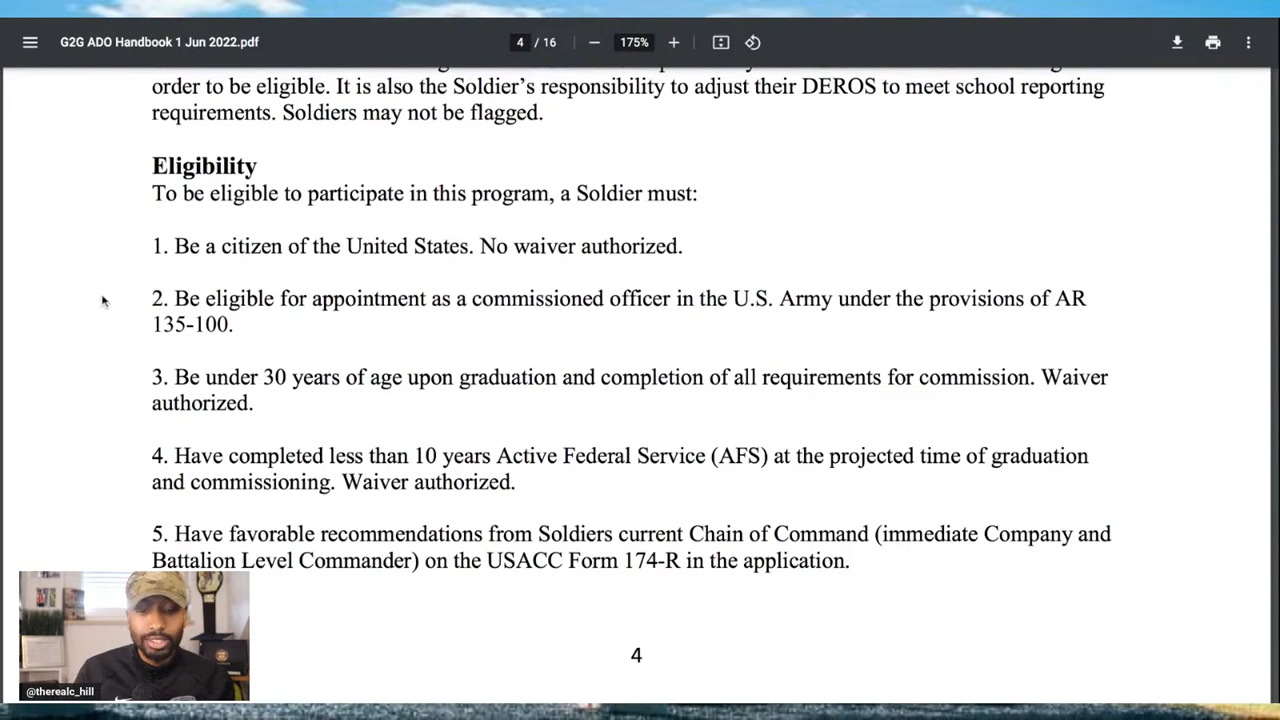 G2G ADO Handbook 1 Jun 2022.pdf
4 / 16
175%
order to be eligible. It is also the Soldier's responsibility to adjust their DEROS to meet school reporting
requirements. Soldiers may not be flagged.
Eligibility
To be eligible to participate in this program, a Soldier must:
1. Be a citizen of the United States. No waiver authorized.
2. Be eligible for appointment as a commissioned officer in the U.S. Army under the provisions of AR
135-100.
3. Be under 30 years of age upon graduation and completion of all requirements for commission. Waiver
authorized.
4. Have completed less than 10 years Active Federal Service (AFS) at the projected time of graduation
and commissioning. Waiver authorized.
5. Have favorable recommendations from Soldiers current Chain of Command (immediate Company and
Battalion Level Commander) on the USACC Form 174-R in the application.
4
@therealc_hill